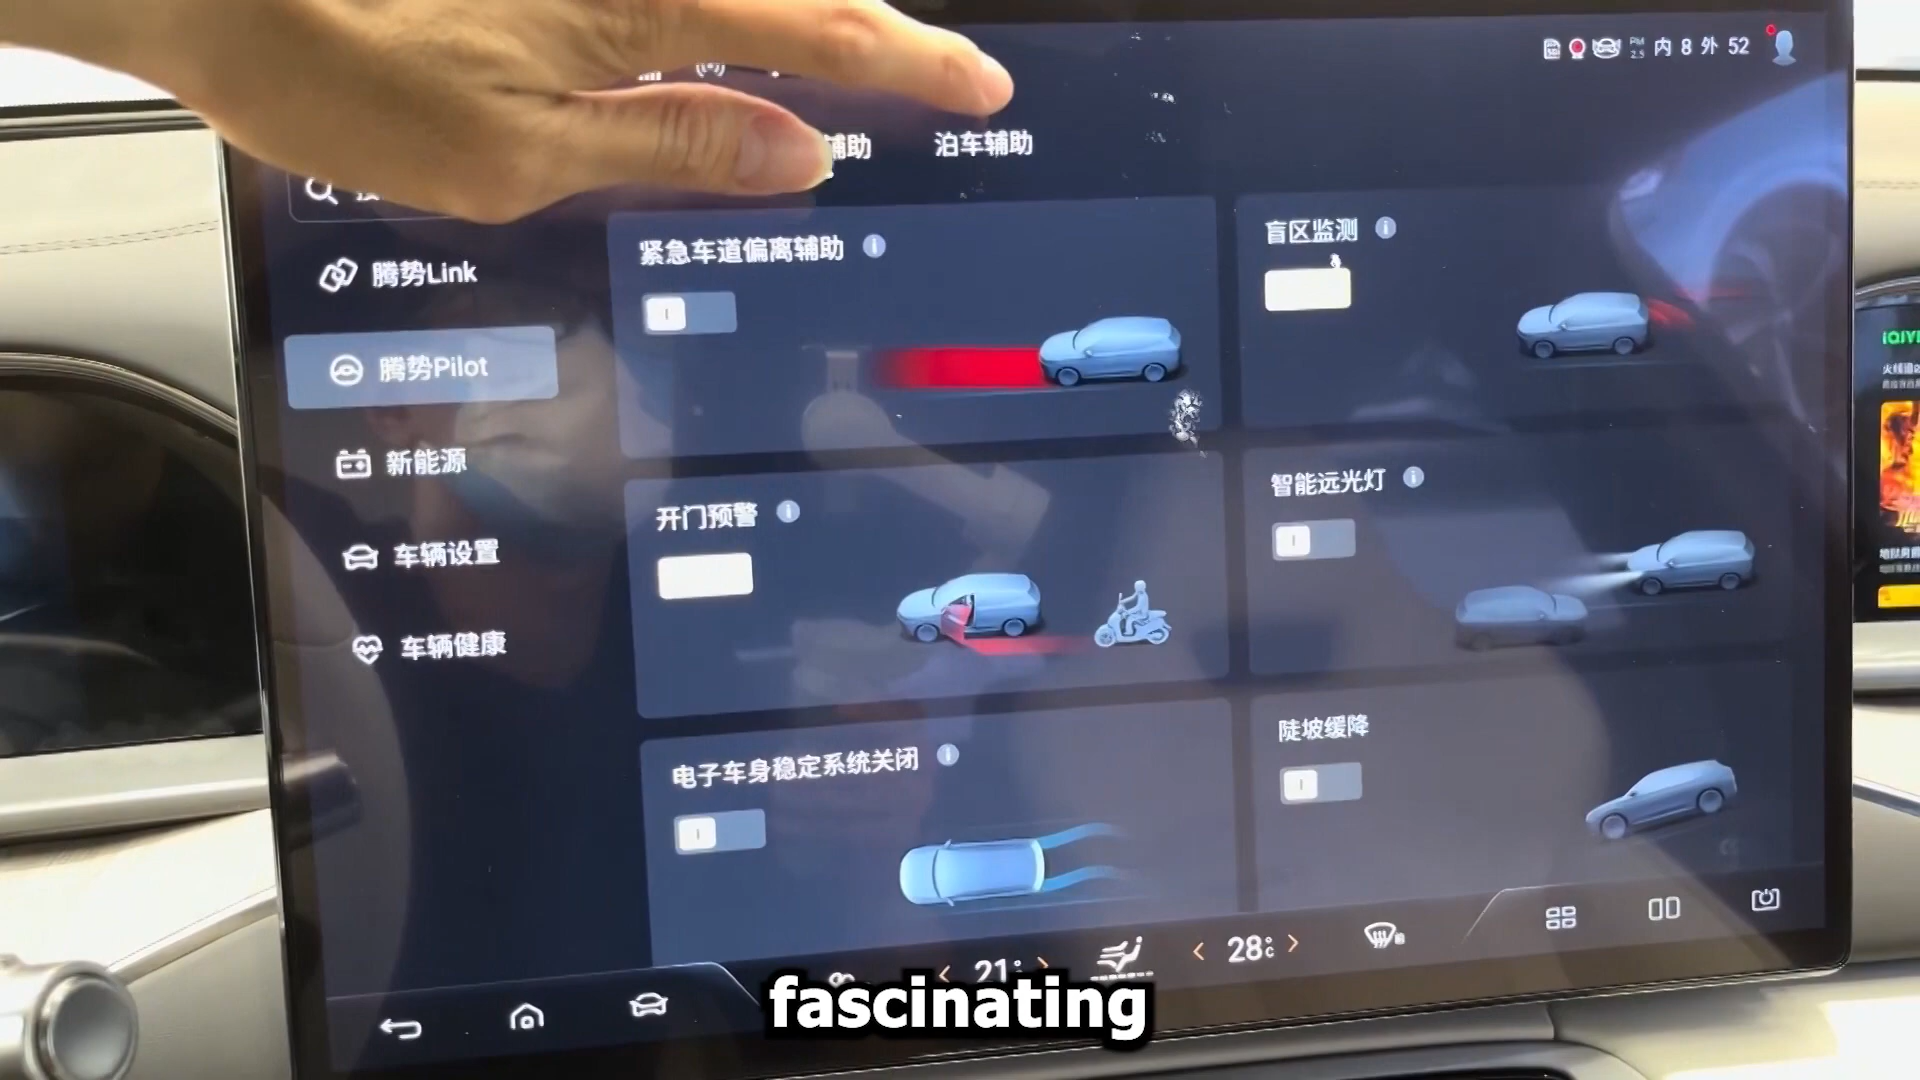 PM 2.5 内 8 外 52
辅助
泊车辅助
腾势Link
腾势Pilot
新能源
车辆设置
车辆健康
紧急车道偏离辅助
盲区监测
开门预警
智能远光灯
电子车身稳定系统关闭
陡坡缓降
21°
28°C
fascinating